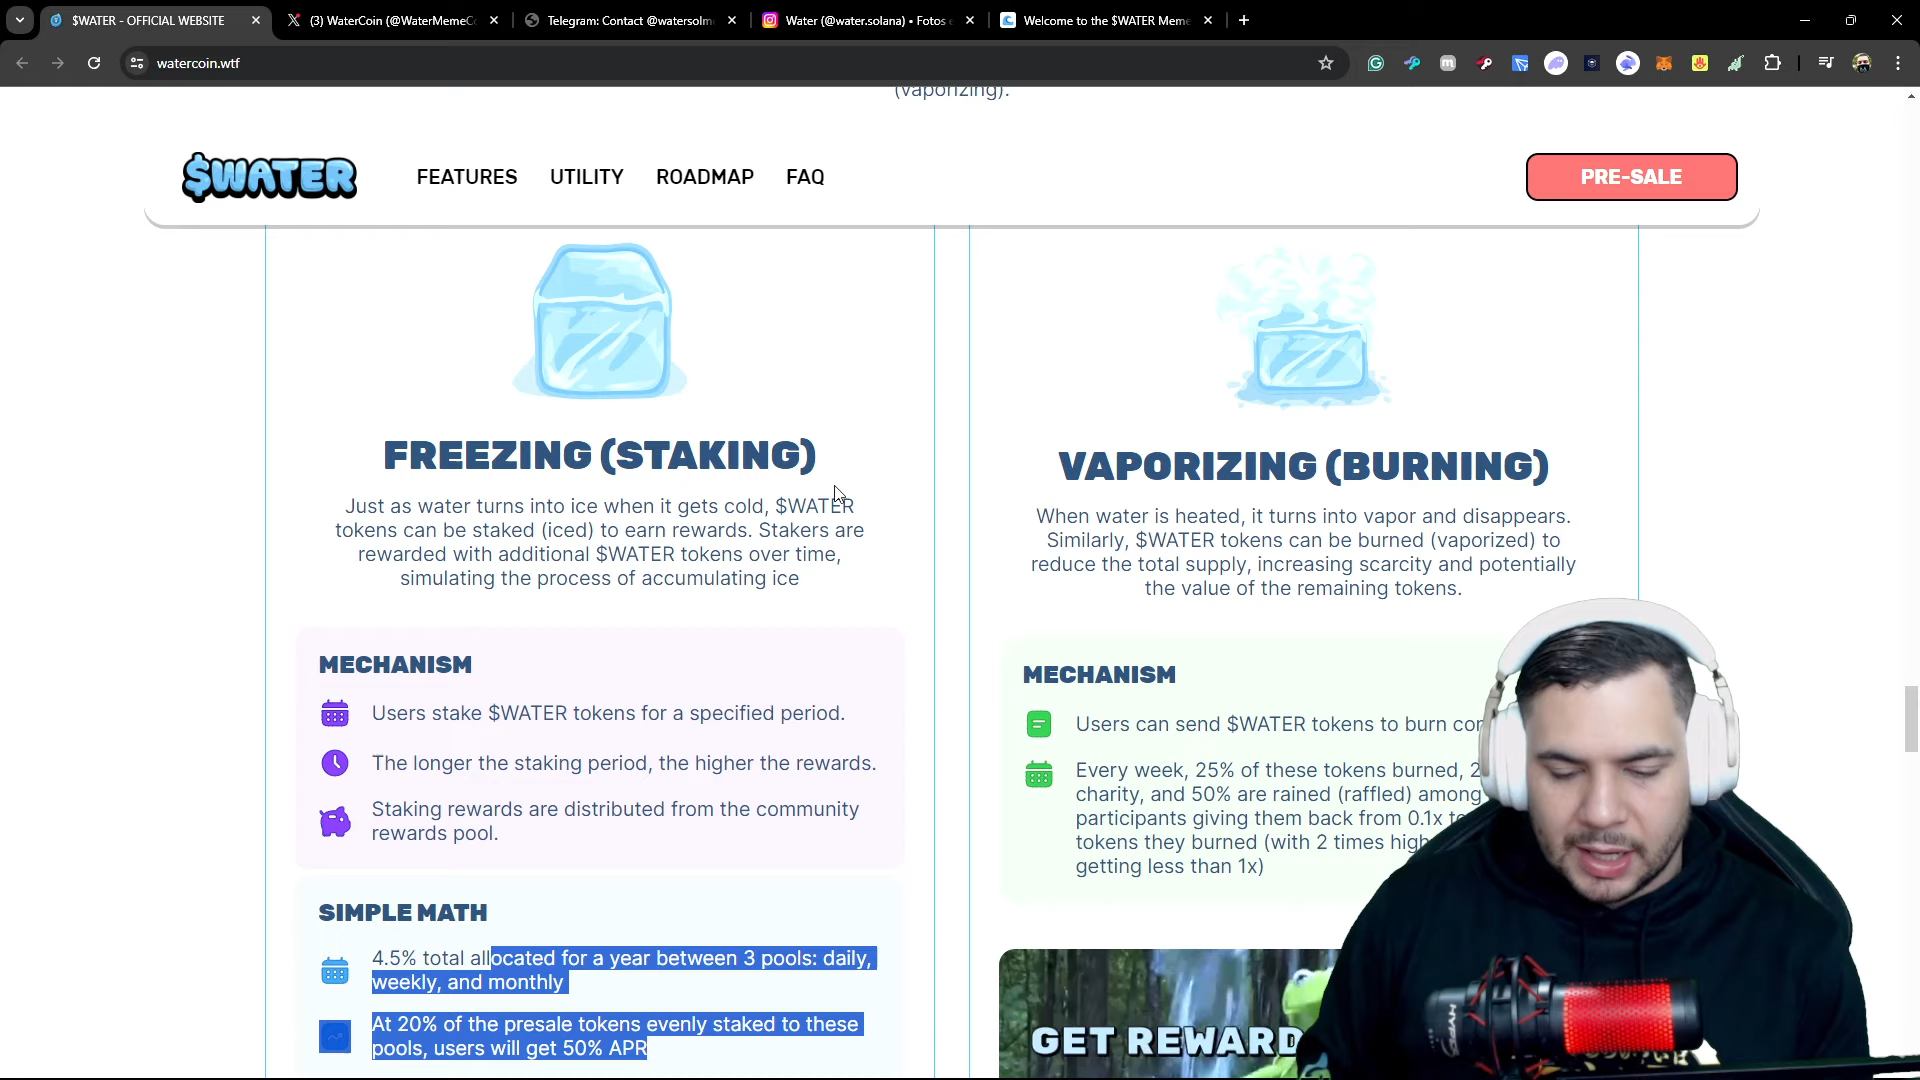 $WATER - OFFICIAL WEBSITE
(3) WaterCoin (@WaterMemeCo
Telegram: Contact @watersolm
Water (@water.solana) • Fotos e
Welcome to the $WATER Meme
watercoin.wtf
(vaporizing).
$WATER
FEATURES
UTILITY
ROADMAP
FAQ
PRE-SALE
FREEZING (STAKING)
Just as water turns into ice when it gets cold, $WATER
tokens can be staked (iced) to earn rewards. Stakers are
rewarded with additional $WATER tokens over time,
simulating the process of accumulating ice
MECHANISM
Users stake $WATER tokens for a specified period.
The longer the staking period, the higher the rewards.
Staking rewards are distributed from the community
rewards pool.
SIMPLE MATH
4.5% total allocated for a year between 3 pools: daily,
weekly, and monthly
At 20% of the presale tokens evenly staked to these
pools, users will get 50% APR
VAPORIZING (BURNING)
When water is heated, it turns into vapor and disappears.
Similarly, $WATER tokens can be burned (vaporized) to
reduce the total supply, increasing scarcity and potentially
the value of the remaining tokens.
MECHANISM
Users can send $WATER tokens to burn con
Every week, 25% of these tokens burned, 2
charity, and 50% are rained (raffled) among
participants giving them back from 0.1x to
tokens they burned (with 2 times high
getting less than 1x)
GET REWARD